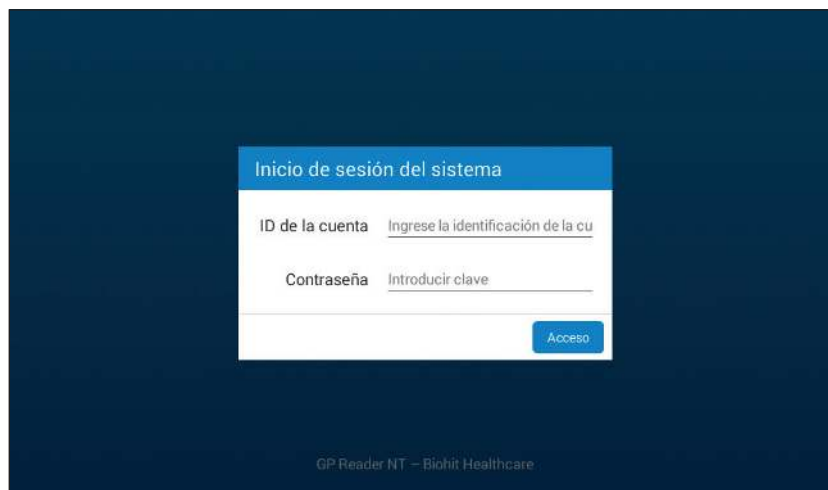 Inicio de sesión del sistema
ID de la cuenta Ingrese la identificación de la cu
Contraseña Introducir clave
Acceso
GP Reader NT – Biohit Healthcare